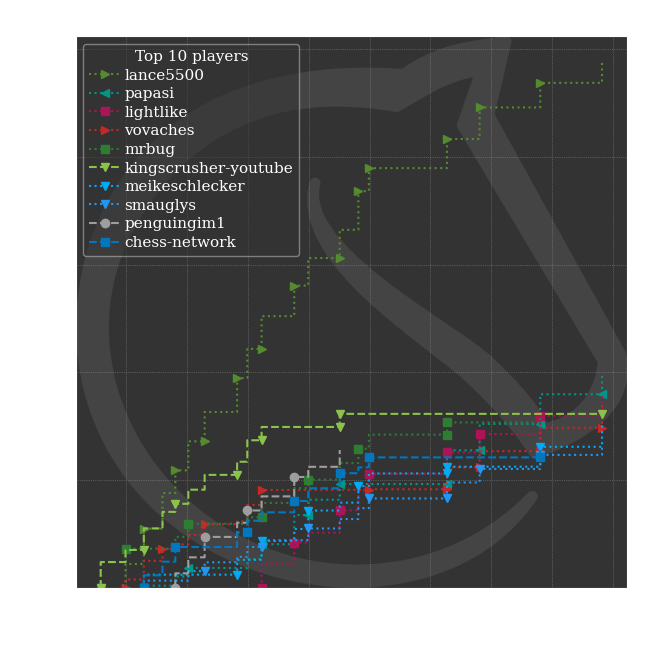 Top 10 players
lance5500
papasi
lightlike
vovaches
mrbug
kingscrusher-youtube
meikeschlecker
smauglys
penguingim1
chess-network